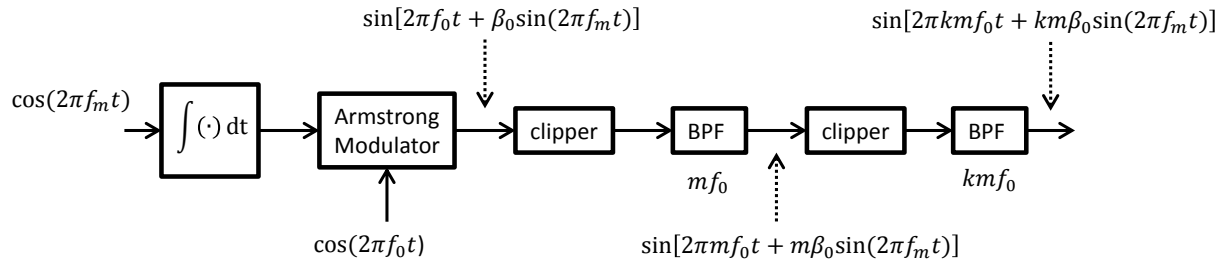 sin[2πf₀t + β₀sin(2πfₘt)]
sin[2πkmf₀t + kmβ₀sin(2πfₘt)]
cos(2πfₘt)
∫(·) dt
Armstrong
Modulator
clipper
BPF
clipper
BPF
mf₀
kmf₀
cos(2πf₀t)
sin[2πmf₀t + mβ₀sin(2πfₘt)]